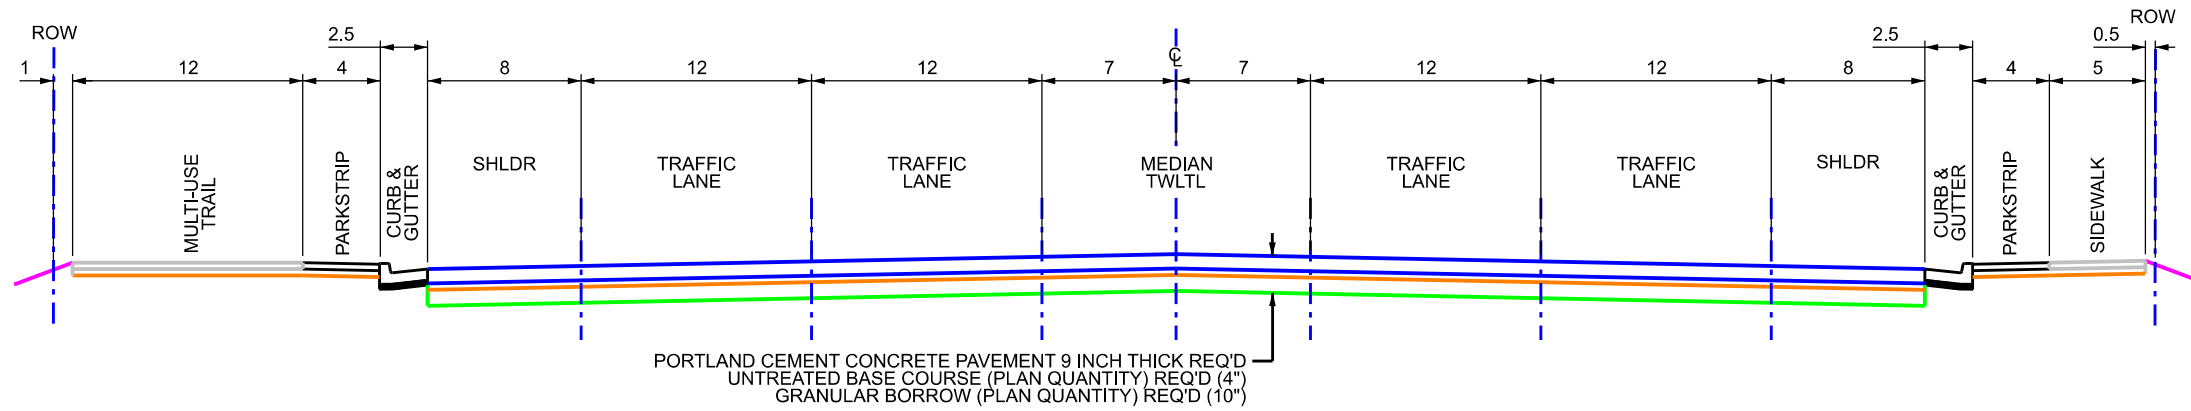 ROW
2.5
2.5
0.5
ROW
1
12
4
8
12
12
7
℄
7
12
12
8
4
5
MULTI-USE
TRAIL
PARKSTRIP
CURB &
GUTTER
SHLDR
TRAFFIC
LANE
TRAFFIC
LANE
MEDIAN
TWLTL
TRAFFIC
LANE
TRAFFIC
LANE
SHLDR
CURB &
GUTTER
PARKSTRIP
SIDEWALK
PORTLAND CEMENT CONCRETE PAVEMENT 9 INCH THICK REQ'D
UNTREATED BASE COURSE (PLAN QUANTITY) REQ'D (4")
GRANULAR BORROW (PLAN QUANTITY) REQ'D (10")